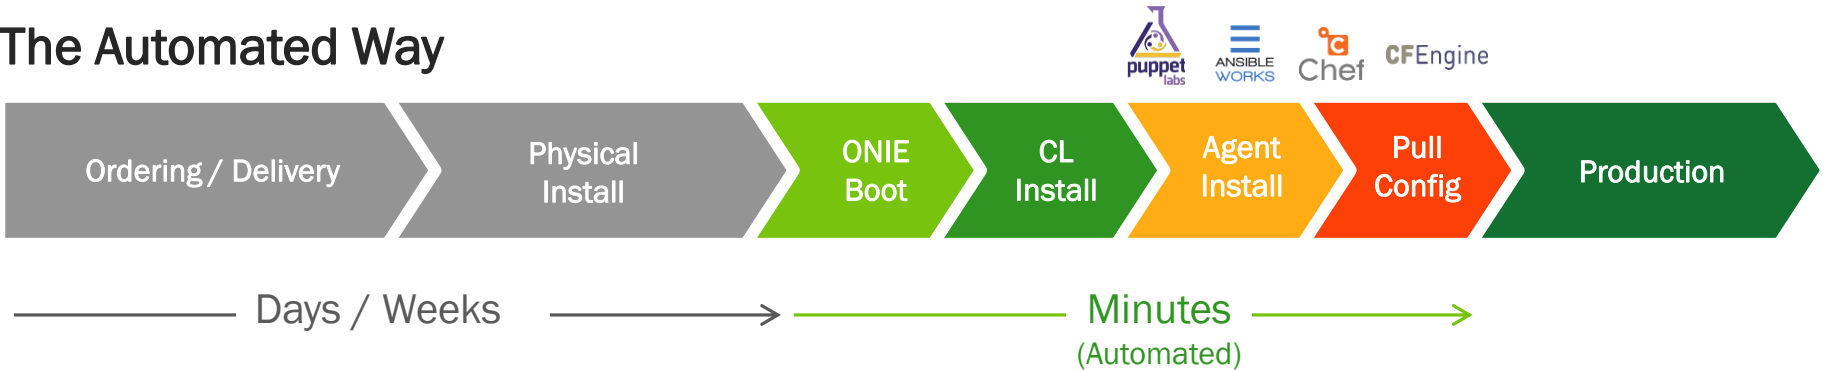 The Automated Way
puppet
labs
ANSIBLE
WORKS
Chef
CFEngine
Ordering / Delivery
Physical
Install
ONIE
Boot
CL
Install
Agent
Install
Pull
Config
Production
Days / Weeks
Minutes
(Automated)